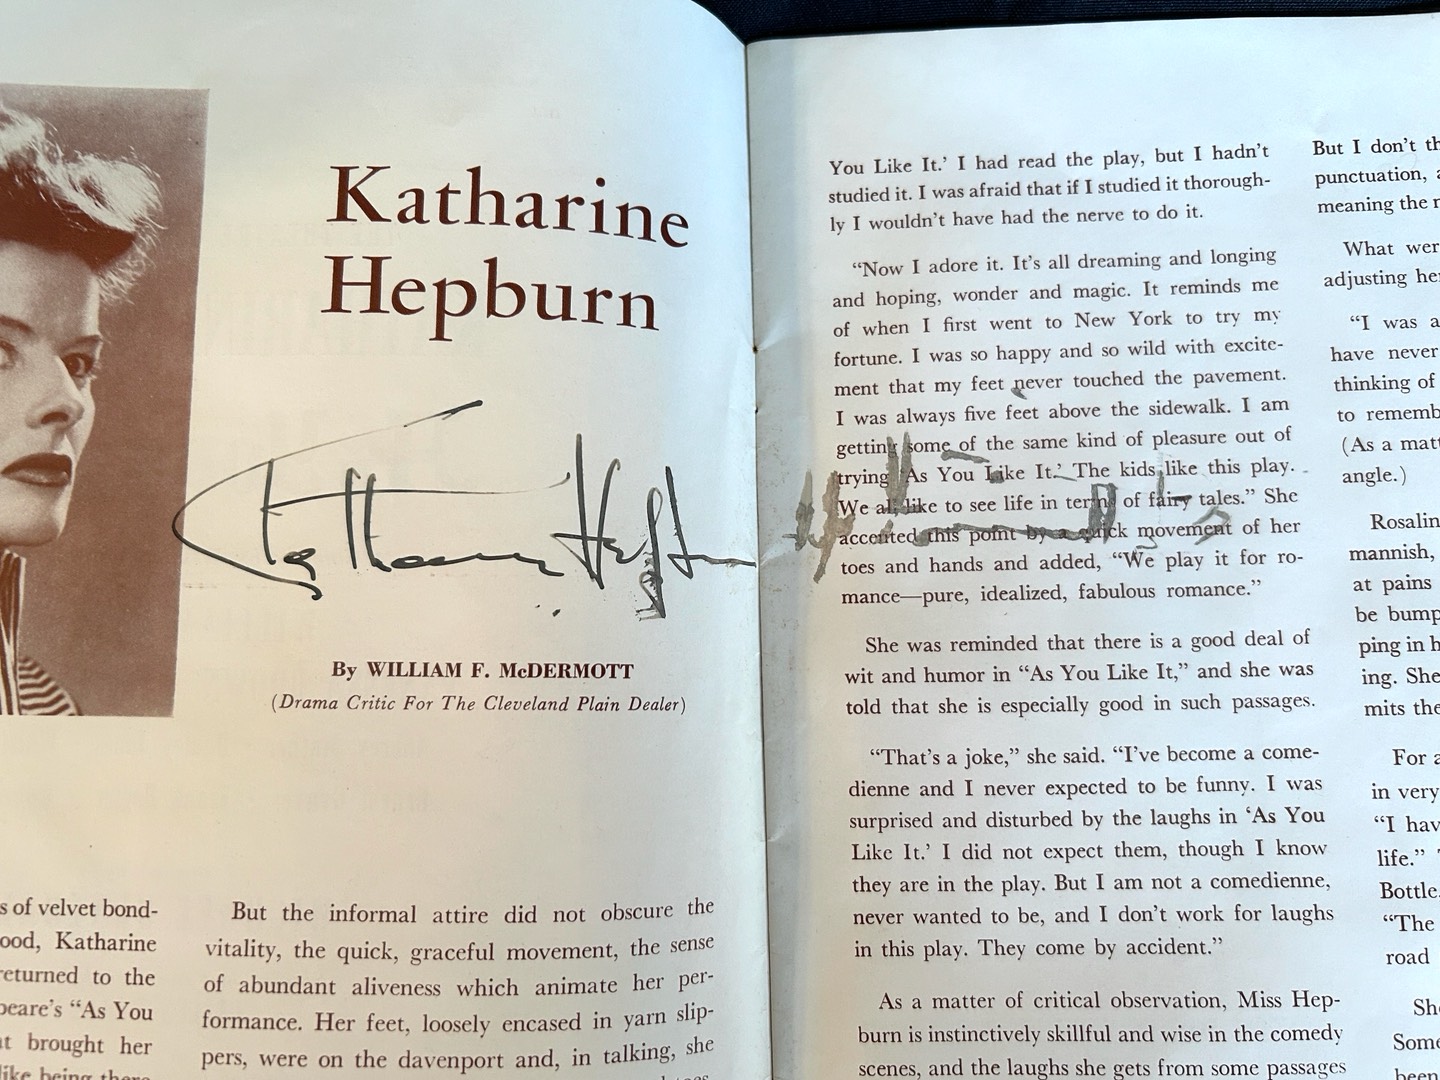 Katharine
Hepburn
Katharine Hepburn
By WILLIAM F. McDERMOTT
(Drama Critic For The Cleveland Plain Dealer)
s of velvet bond-
ood, Katharine
returned to the
peare's “As You
at brought her
like being there
But the informal attire did not obscure the
vitality, the quick, graceful movement, the sense
of abundant aliveness which animate her per-
formance. Her feet, loosely encased in yarn slip-
pers, were on the davenport and, in talking, she
You Like It.’ I had read the play, but I hadn’t
studied it. I was afraid that if I studied it thorough-
ly I wouldn’t have had the nerve to do it.
“Now I adore it. It’s all dreaming and longing
and hoping, wonder and magic. It reminds me
of when I first went to New York to try my
fortune. I was so happy and so wild with excite-
ment that my feet never touched the pavement.
I was always five feet above the sidewalk. I am
getting some of the same kind of pleasure out of
trying ‘As You Like It.’ The kids like this play.
We all like to see life in terms of fairy tales.” She
accented this point by a quick movement of her
toes and hands and added, “We play it for ro-
mance—pure, idealized, fabulous romance.”
She was reminded that there is a good deal of
wit and humor in “As You Like It,” and she was
told that she is especially good in such passages.
“That’s a joke,” she said. “I’ve become a come-
dienne and I never expected to be funny. I was
surprised and disturbed by the laughs in ‘As You
Like It.’ I did not expect them, though I know
they are in the play. But I am not a comedienne,
never wanted to be, and I don’t work for laughs
in this play. They come by accident.”
As a matter of critical observation, Miss Hep-
burn is instinctively skillful and wise in the comedy
scenes, and the laughs she gets from some passages
But I don’t th
punctuation, a
meaning the r
What wer
adjusting he
“I was a
have never
thinking of
to rememb
(As a matt
angle.)
Rosalin
mannish,
at pains
be bump
ping in h
ing. She
mits the
For a
in very
“I hav
life.”
Bottle.
“The
road
She
Some
been